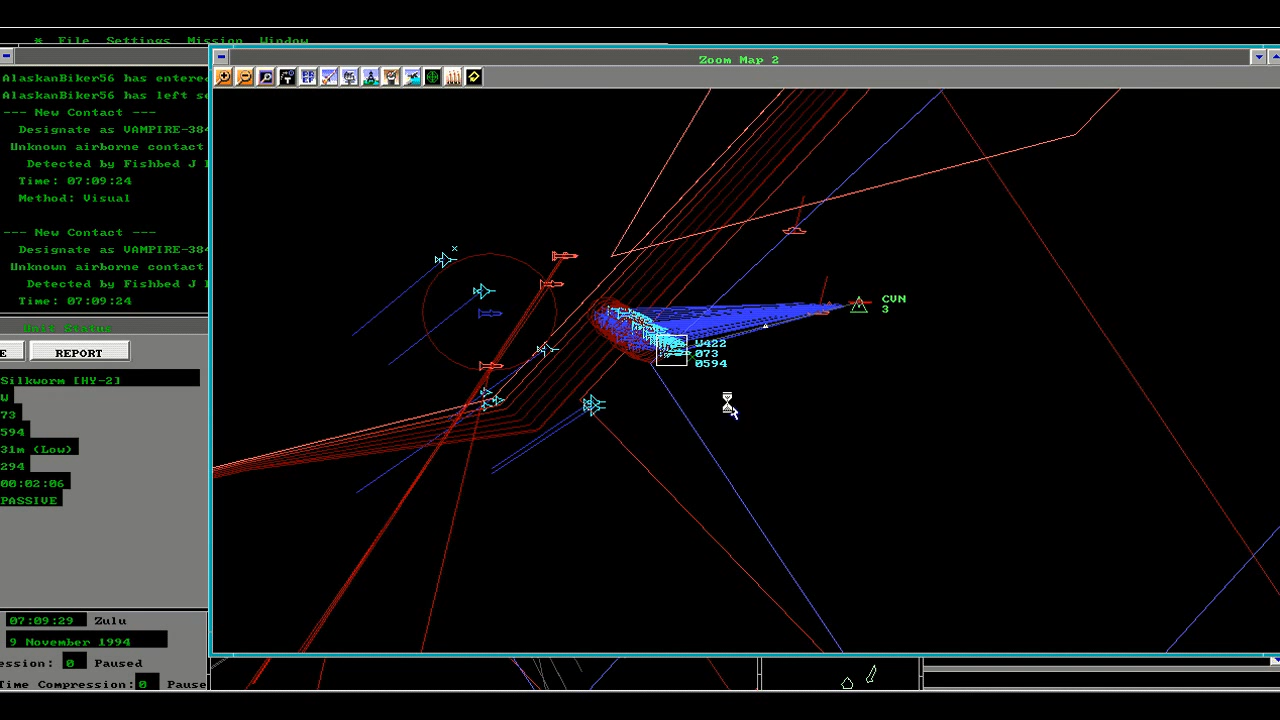 * File Settings Mission Window
AlaskanBiker56 has entere
AlaskanBiker56 has left s
--- New Contact ---
Designate as VAMPIRE-384
Unknown airborne contact
Detected by Fishbed J
Time: 07:09:24
Method: Visual
--- New Contact ---
Designate as VAMPIRE-384
Unknown airborne contact
Detected by Fishbed J
Time: 07:09:24
Unit Status
E REPORT
Silkworm [HY-2]
W
73
594
31m (Low)
294
00:02:06
PASSIVE
07:09:29 Zulu
9 November 1994
ession: 0 Paused
Time Compression: 0 Pause
Zoom Map 2
CVN
3
W422
073
0594